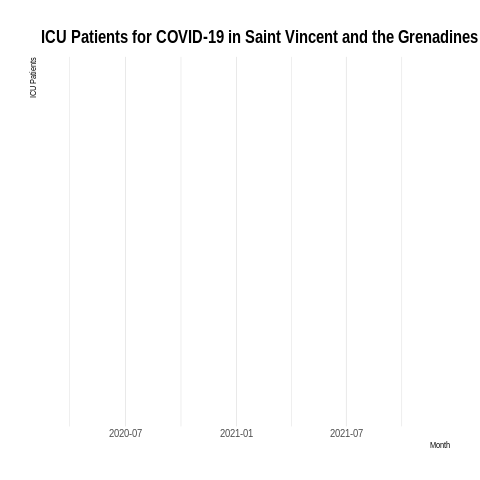 ICU Patients for COVID-19 in Saint Vincent and the Grenadines
ICU Patients
2020-07
2021-01
2021-07
Month